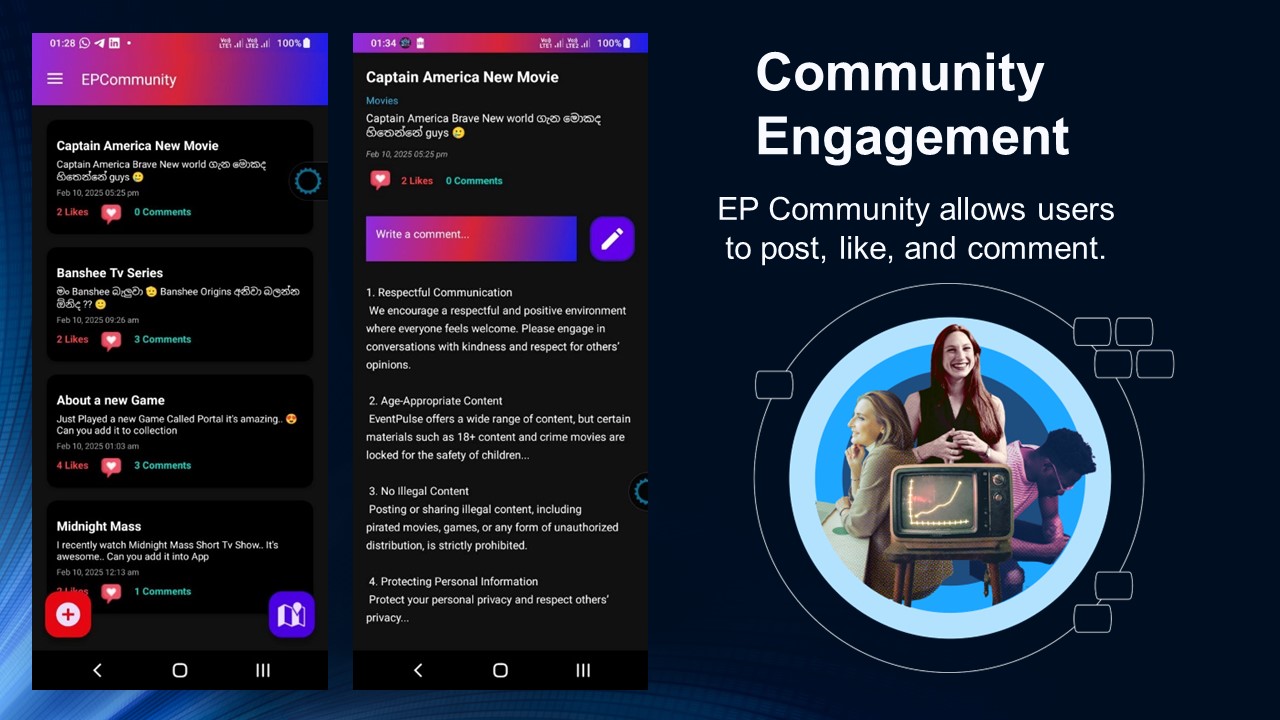 01:28
VoB LTE1 VoB LTE2 100%
EPCommunity
Captain America New Movie
Captain America Brave New world ගැන මොකද
හිතෙන්නේ guys 🥲
Feb 10, 2025 05:25 pm
2 Likes 0 Comments
Banshee Tv Series
මං Banshee බැලුවා 🫡 Banshee Origins අනිවා බලන්න
ඕනිද ?? 🙂
Feb 10, 2025 09:26 am
2 Likes 3 Comments
About a new Game
Just Played a new Game Called Portal it's amazing.. 😍
Can you add it to collection
Feb 10, 2025 01:03 am
4 Likes 3 Comments
Midnight Mass
I recently watch Midnight Mass Short Tv Show.. It's
awesome.. Can you add it into App
Feb 10, 2025 12:13 am
Likes 1 Comments
01:34
VoB LTE1 VoB LTE2 100%
Captain America New Movie
Movies
Captain America Brave New world ගැන මොකද
හිතෙන්නේ guys 🥲
Feb 10, 2025 05:25 pm
2 Likes 0 Comments
Write a comment...
1. Respectful Communication
We encourage a respectful and positive environment
where everyone feels welcome. Please engage in
conversations with kindness and respect for others'
opinions.
2. Age-Appropriate Content
EventPulse offers a wide range of content, but certain
materials such as 18+ content and crime movies are
locked for the safety of children...
3. No Illegal Content
Posting or sharing illegal content, including
pirated movies, games, or any form of unauthorized
distribution, is strictly prohibited.
4. Protecting Personal Information
Protect your personal privacy and respect others'
privacy...
Community
Engagement
EP Community allows users
to post, like, and comment.